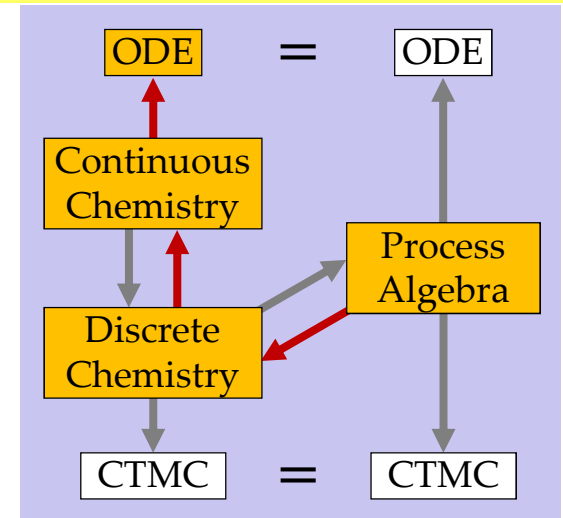 ODE = ODE
Continuous
Chemistry
Process
Algebra
Discrete
Chemistry
CTMC = CTMC